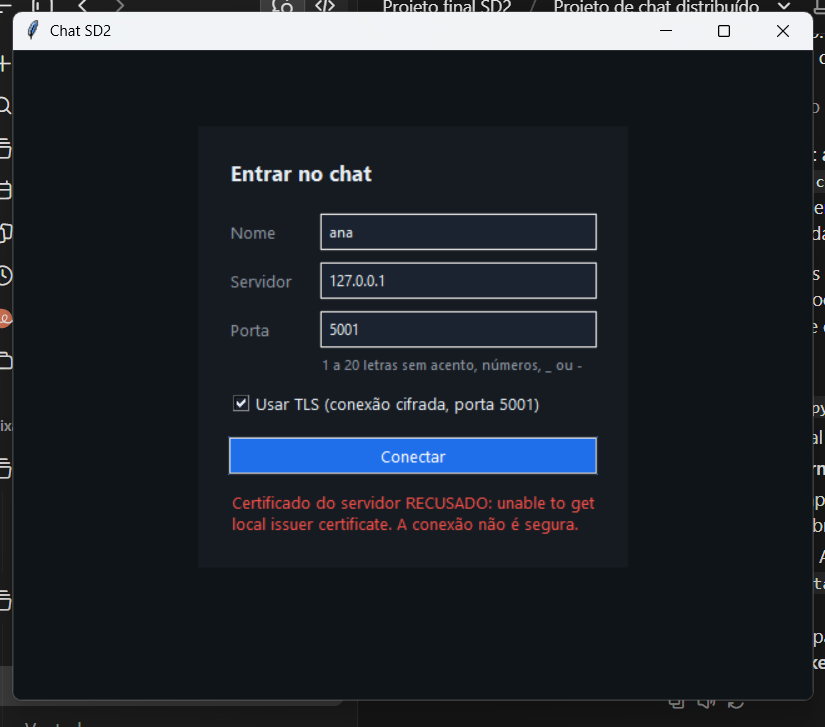 Projeto final SD2 / Projeto de chat distribuído
Chat SD2
Entrar no chat
Nome
ana
Servidor
127.0.0.1
Porta
5001
1 a 20 letras sem acento, números, _ ou -
Usar TLS (conexão cifrada, porta 5001)
Conectar
Certificado do servidor RECUSADO: unable to get
local issuer certificate. A conexão não é segura.